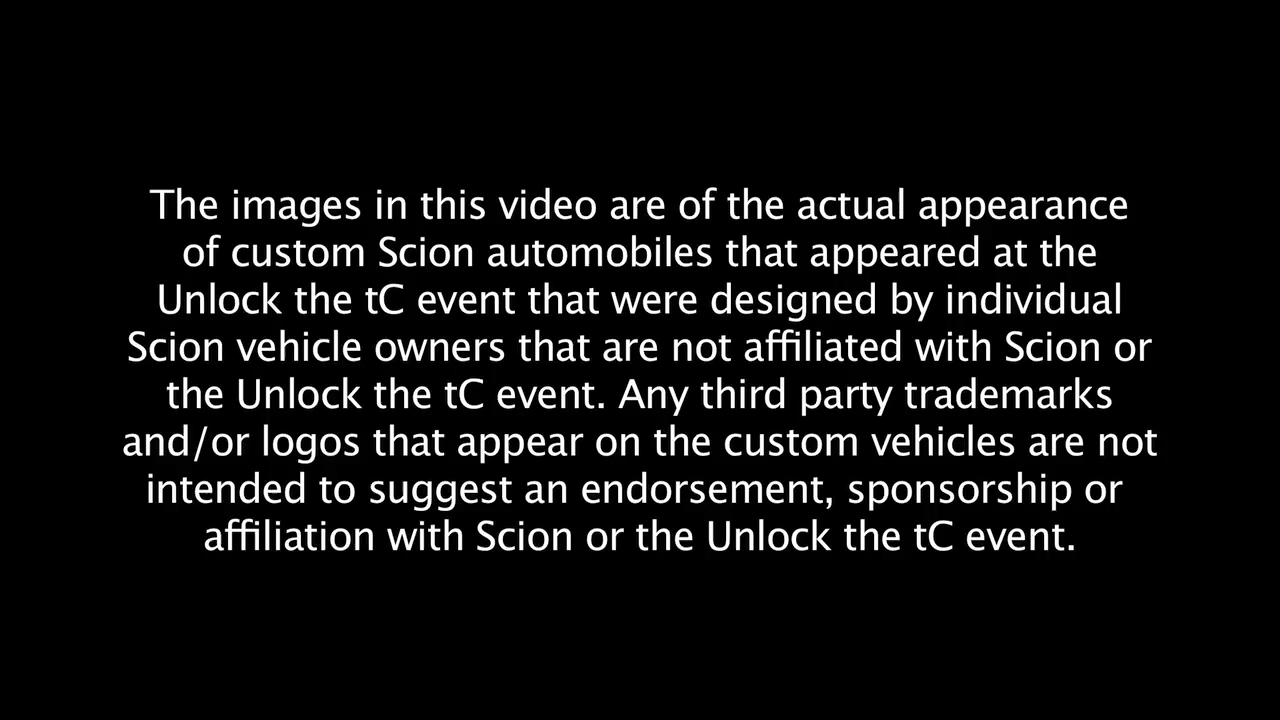 The images in this video are of the actual appearance
of custom Scion automobiles that appeared at the
Unlock the tC event that were designed by individual
Scion vehicle owners that are not affiliated with Scion or
the Unlock the tC event. Any third party trademarks
and/or logos that appear on the custom vehicles are not
intended to suggest an endorsement, sponsorship or
affiliation with Scion or the Unlock the tC event.